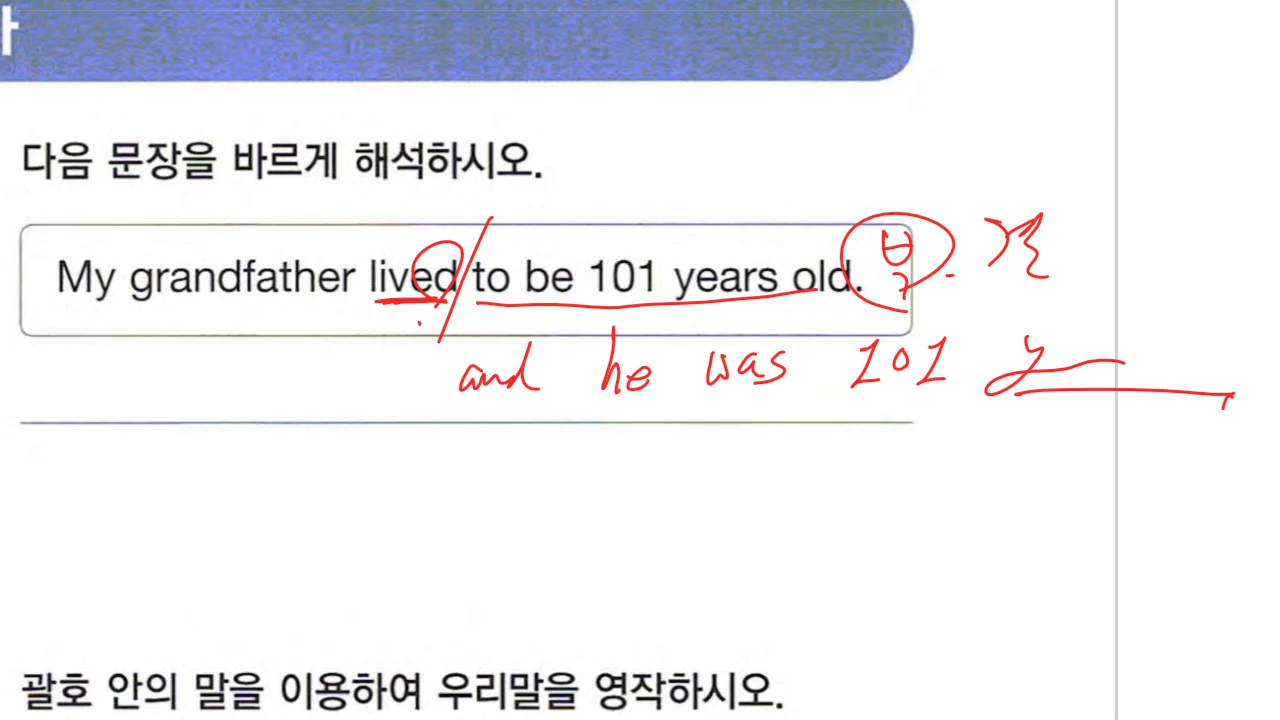 다음 문장을 바르게 해석하시오.
My grandfather lived to be 101 years old.
and he was 101 y
괄호 안의 말을 이용하여 우리말을 영작하시오.